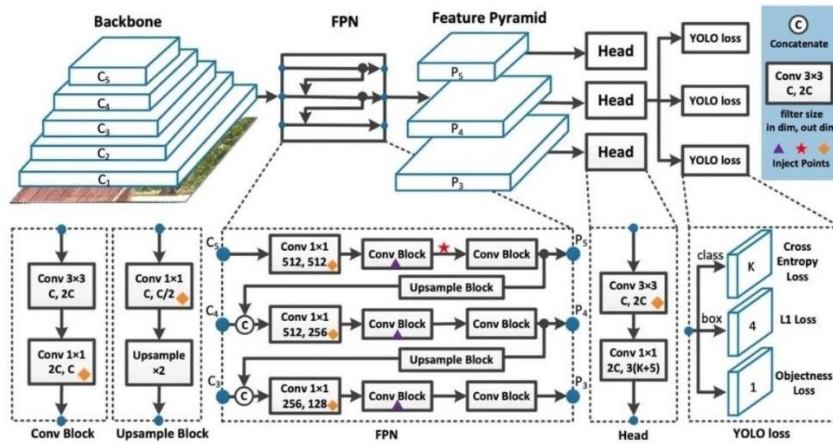 Backbone
FPN
Feature Pyramid
C5
C4
C3
C2
C1
P5
P4
P3
Head
Head
Head
YOLO loss
YOLO loss
YOLO loss
C
Concatenate
Conv 3×3
C, 2C
filter size
in dim, out dim
Inject Points
Conv 3×3
C, 2C
Conv 1×1
2C, C
Conv Block
Conv 1×1
C, C/2
Upsample
×2
Upsample Block
C5
Conv 1×1
512, 512
Conv Block
Conv Block
P5
Upsample Block
C4
C
Conv 1×1
512, 256
Conv Block
Conv Block
P4
Upsample Block
C3
C
Conv 1×1
256, 128
Conv Block
Conv Block
P3
FPN
Conv 3×3
C, 2C
Conv 1×1
2C, 3(K+5)
Head
class
K
Cross
Entropy
Loss
box
4
L1 Loss
1
Objectness
Loss
YOLO loss